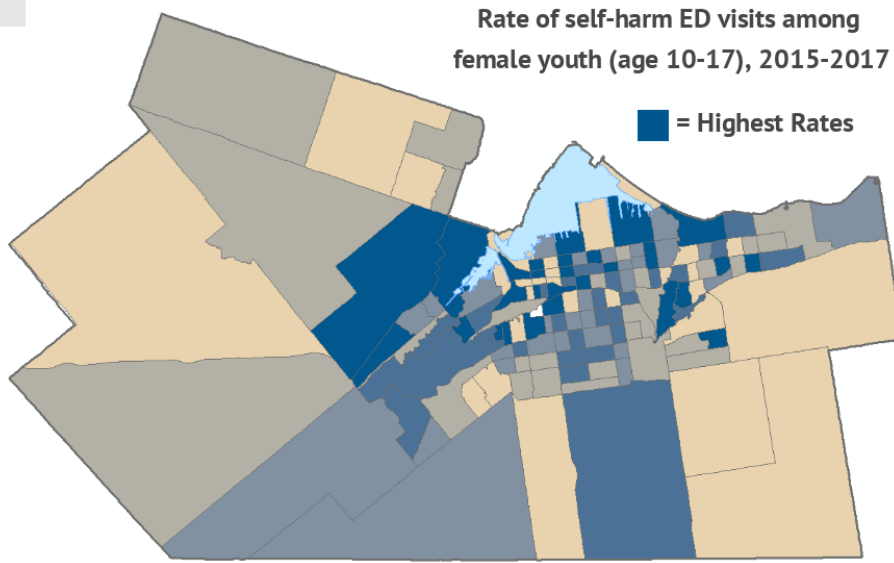 Rate of self-harm ED visits among
female youth (age 10-17), 2015-2017
= Highest Rates